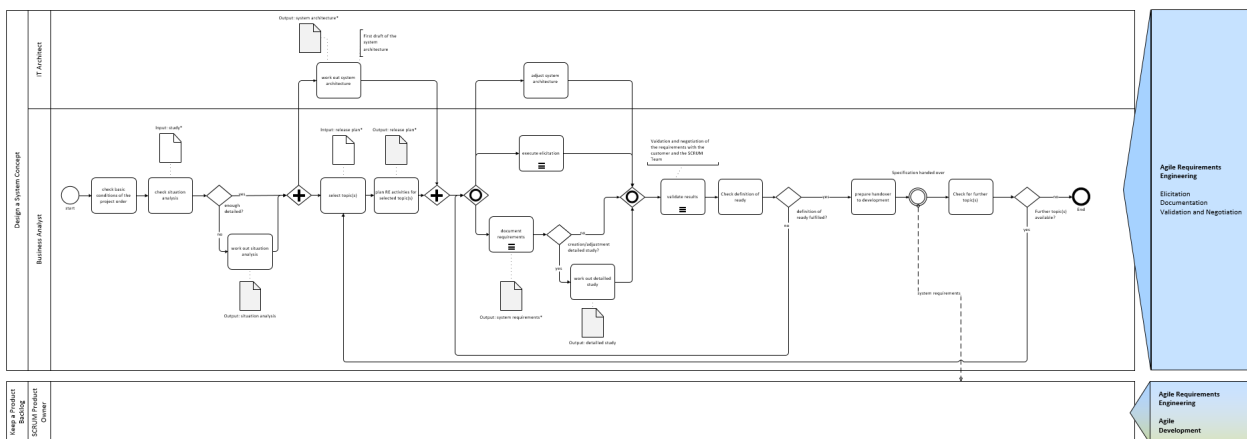 Output: system architecture*
First draft of the
system
architecture
IT Architect
work out system
architecture
adjust system
architecture
Agile Requirements
Engineering
Elicitation
Documentation
Validation and Negotiation
Design a System Concept
Business Analyst
Input: study*
Intput: release plan*
Output: release plan*
Validation and negotiation of
the requirements with the
customer and the SCRUM
Team
execute elicitation
Specification handed over
start
check basic
conditions of the
project order
check situation
analysis
yes
enough
detailed?
no
select topic(s)
plan RE activities for
selected topic(s)
validate results
Check definition of
ready
yes
definition of
ready fulfilled?
no
prepare handover
to development
Check for further
topic(s)
no
Further topic(s)
available?
yes
End
work out situation
analysis
Output: situation analysis
document
requirements
no
creation/adjustment
detailed study?
yes
work out detailed
study
Output: system requirements*
Output: detailed study
system requirements
Keep a Product
Backlog
SCRUM Product
Owner
Agile Requirements
Engineering
Agile
Development